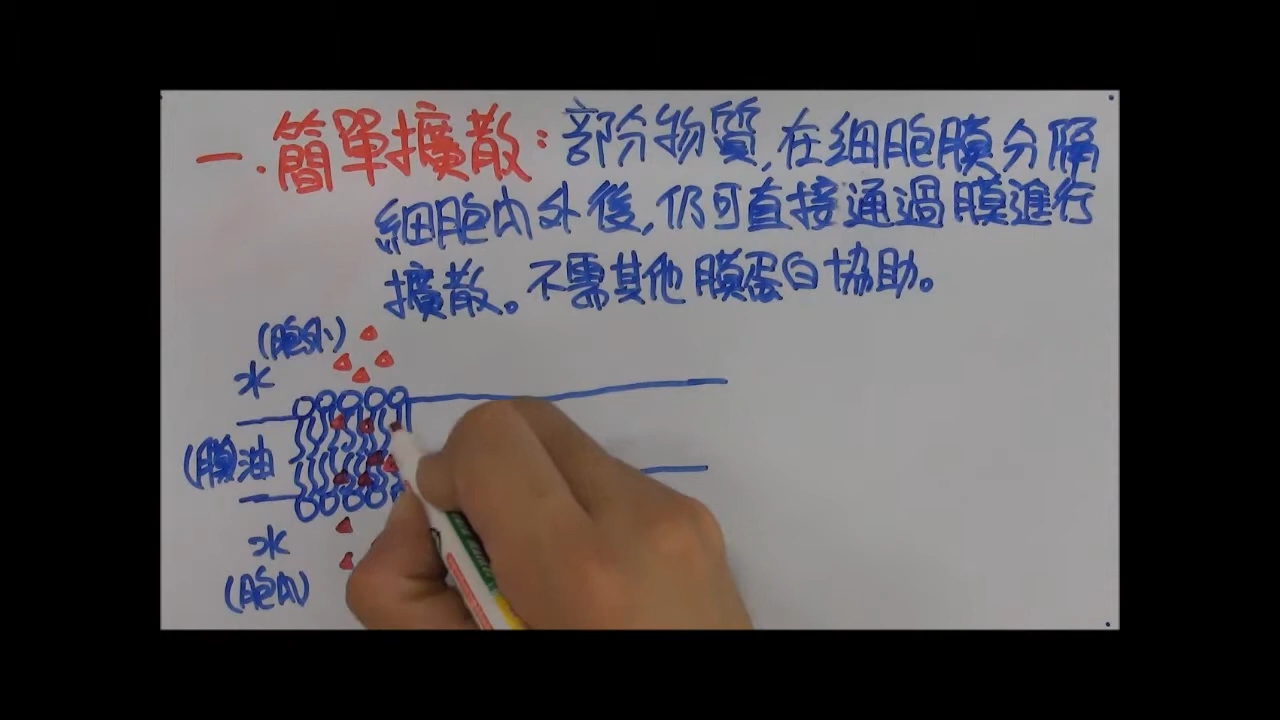 一.簡單擴散:部份物質,在細胞膜分隔
細胞內外後,仍可直接通過膜進行
擴散。不需其他膜蛋白協助。
(胞外)
水
(膜油
水
(胞內)